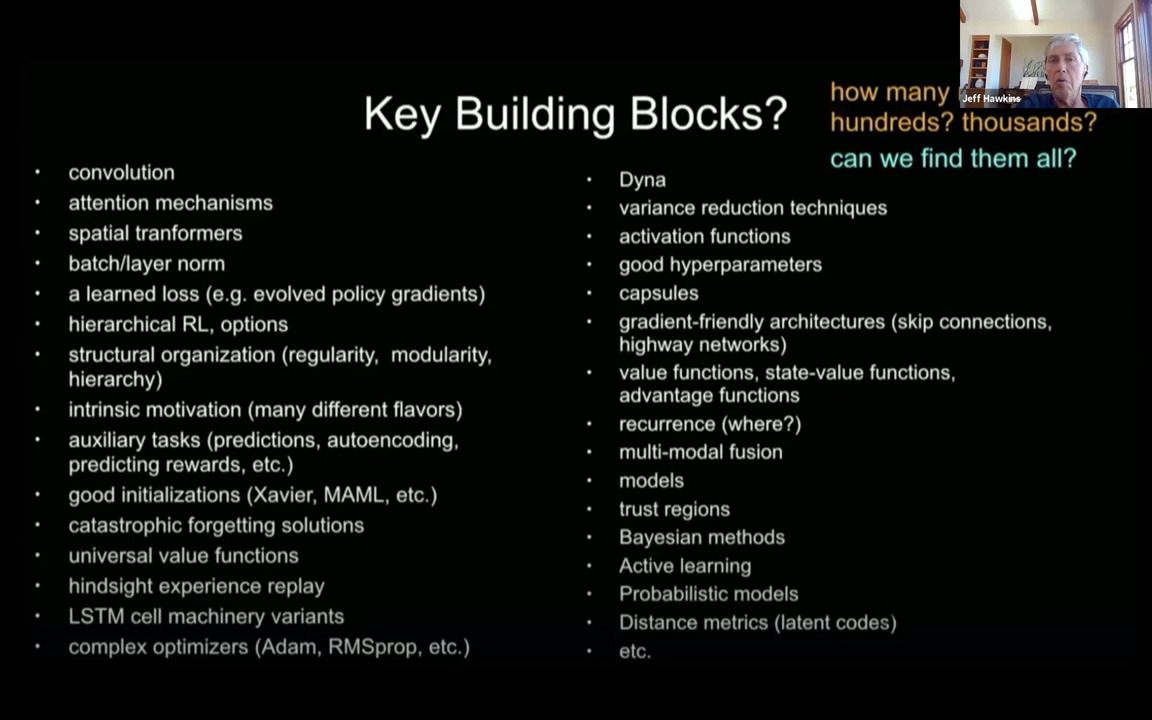 Key Building Blocks?
how many
hundreds? thousands?
can we find them all?
Jeff Hawkins
• convolution
• attention mechanisms
• spatial tranformers
• batch/layer norm
• a learned loss (e.g. evolved policy gradients)
• hierarchical RL, options
• structural organization (regularity, modularity,
hierarchy)
• intrinsic motivation (many different flavors)
• auxiliary tasks (predictions, autoencoding,
predicting rewards, etc.)
• good initializations (Xavier, MAML, etc.)
• catastrophic forgetting solutions
• universal value functions
• hindsight experience replay
• LSTM cell machinery variants
• complex optimizers (Adam, RMSprop, etc.)
• Dyna
• variance reduction techniques
• activation functions
• good hyperparameters
• capsules
• gradient-friendly architectures (skip connections,
highway networks)
• value functions, state-value functions,
advantage functions
• recurrence (where?)
• multi-modal fusion
• models
• trust regions
• Bayesian methods
• Active learning
• Probabilistic models
• Distance metrics (latent codes)
• etc.